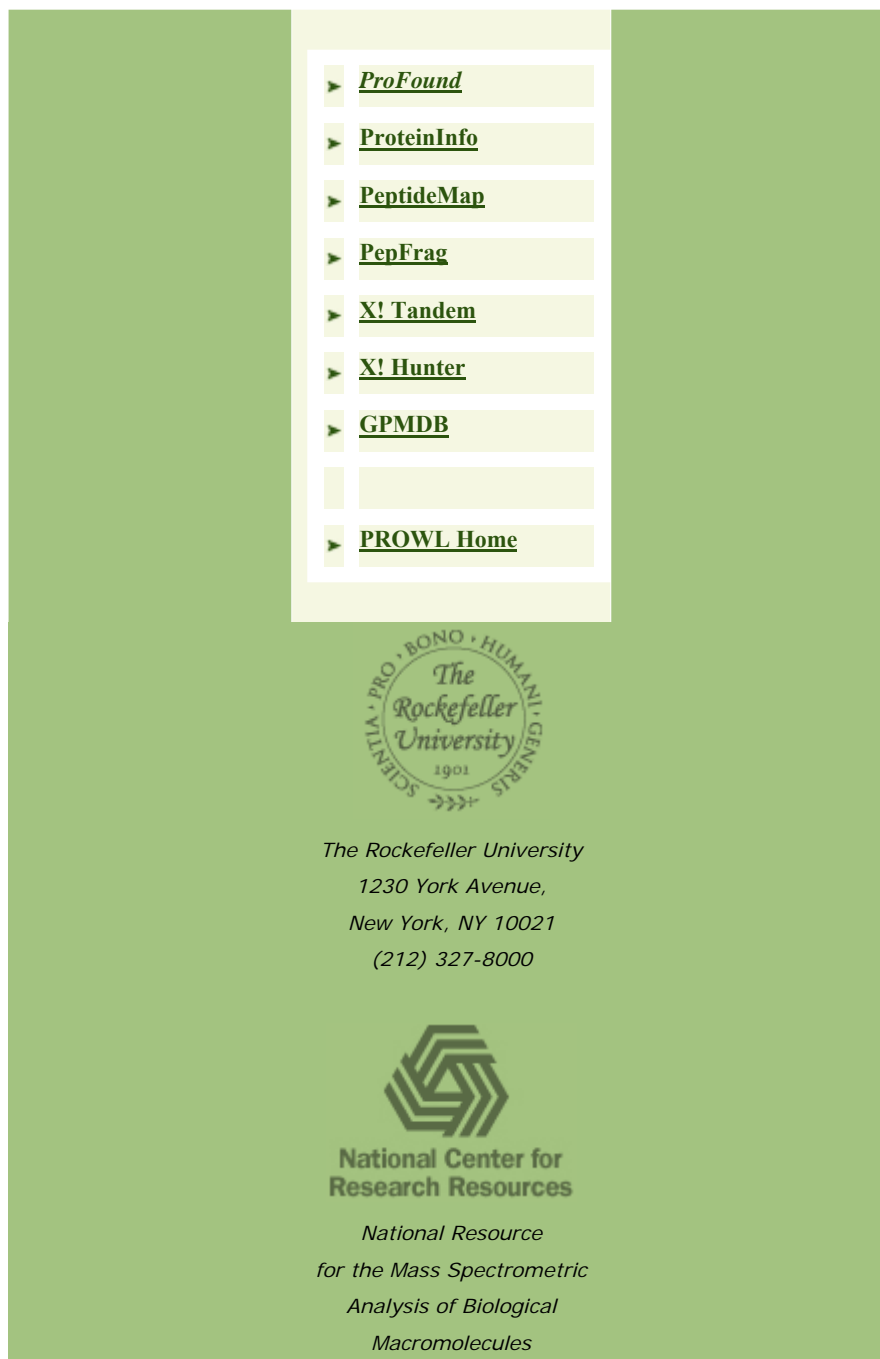 ProFound
ProteinInfo
PeptideMap
PepFrag
X! Tandem
X! Hunter
GPMDB
PROWL Home
SCIENTIA · PRO · BONO · HUMANI · GENERIS
The
Rockefeller
University
1901
The Rockefeller University
1230 York Avenue,
New York, NY 10021
(212) 327-8000
National Center for
Research Resources
National Resource
for the Mass Spectrometric
Analysis of Biological
Macromolecules